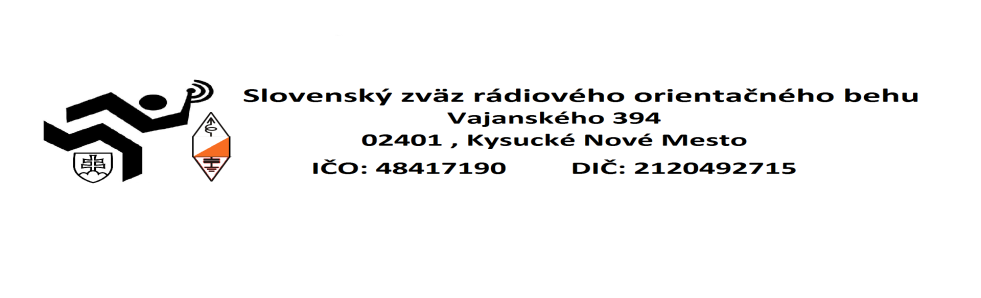 Slovenský zväz rádiového orientačného behu
Vajanského 394
02401 , Kysucké Nové Mesto
IČO: 48417190 DIČ: 2120492715